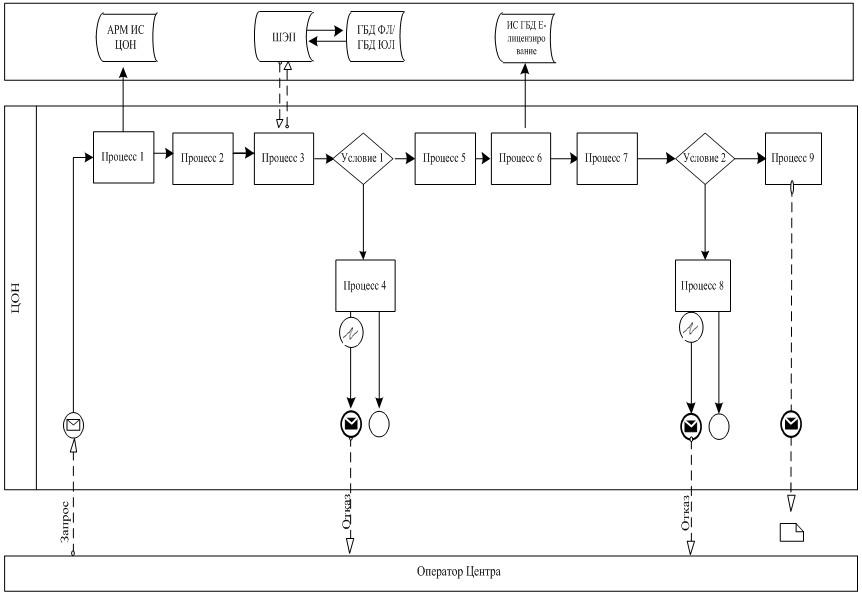 АРМ ИС
ЦОН
ШЭП
ГБД ФЛ/
ГБД ЮЛ
ИС ГБД Е-
лицензиро
вание
ЦОН
Процесс 1
Процесс 2
Процесс 3
Условие 1
Процесс 5
Процесс 6
Процесс 7
Условие 2
Процесс 9
Процесс 4
Процесс 8
Запрос
Отказ
Отказ
Оператор Центра